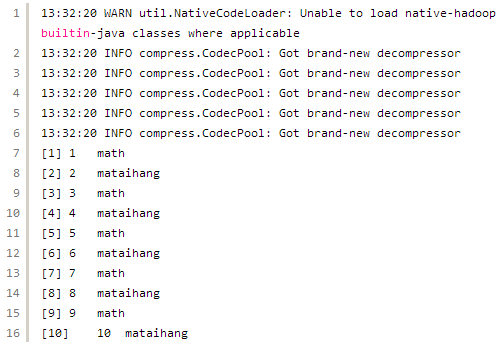 1 13:32:20 WARN util.NativeCodeLoader: Unable to load native-hadoop
builtin-java classes where applicable
2 13:32:20 INFO compress.CodecPool: Got brand-new decompressor
3 13:32:20 INFO compress.CodecPool: Got brand-new decompressor
4 13:32:20 INFO compress.CodecPool: Got brand-new decompressor
5 13:32:20 INFO compress.CodecPool: Got brand-new decompressor
6 13:32:20 INFO compress.CodecPool: Got brand-new decompressor
7 [1] 1 math
8 [2] 2 mataihang
9 [3] 3 math
10 [4] 4 mataihang
11 [5] 5 math
12 [6] 6 mataihang
13 [7] 7 math
14 [8] 8 mataihang
15 [9] 9 math
16 [10] 10 mataihang